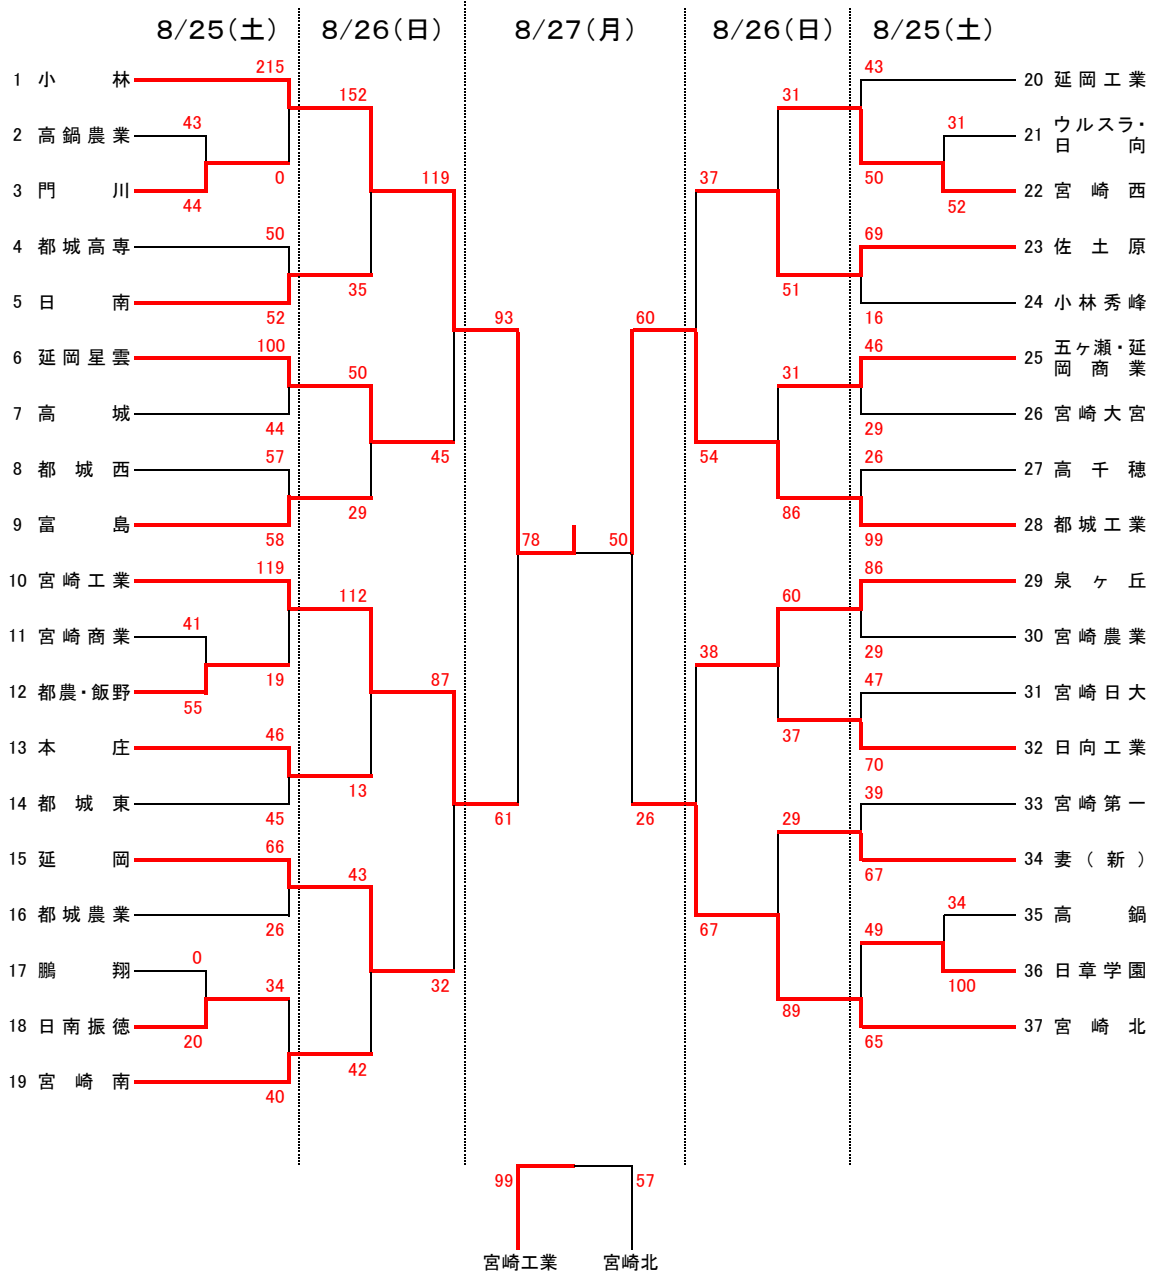 8/25(土) 8/26(日) 8/27(月) 8/26(日) 8/25(土)
1 小林 215
2 高鍋農業 43
3 門川 44
0
152
4 都城高専 50
5 日南 52
35
119
6 延岡星雲 100
7 高城 44
50
8 都城西 57
9 富島 58
29
45
93
10 宮崎工業 119
11 宮崎商業 41
12 都農・飯野 55
19
112
13 本庄 46
14 都城東 45
13
87
15 延岡 66
16 都城農業 26
43
17 鵬翔 0
18 日南振徳 20
34
19 宮崎南 40
42
32
61
78 50
43 20 延岡工業
31 21 ウルスラ・
日向
52 22 宮崎西
50
31
69 23 佐土原
16 24 小林秀峰
51
37
46 25 五ヶ瀬・延
岡商業
29 26 宮崎大宮
31
26 27 高千穂
99 28 都城工業
86
54
60
86 29 泉ヶ丘
29 30 宮崎農業
60
47 31 宮崎日大
70 32 日向工業
37
38
39 33 宮崎第一
67 34 妻(新)
29
34 35 高鍋
100 36 日章学園
49
65 37 宮崎北
89
67
26
99 57
宮崎工業 宮崎北